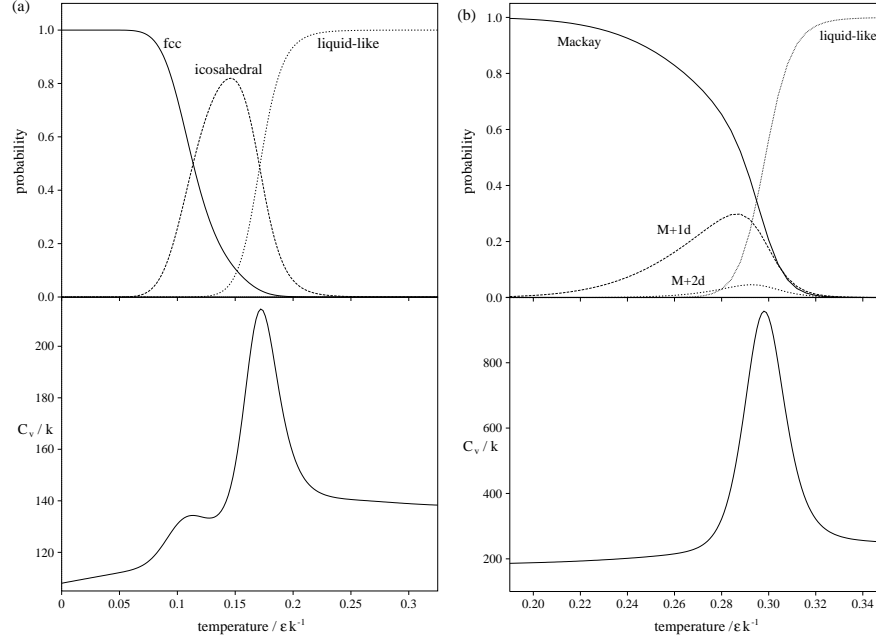 (a)
1.0
0.8
0.6
0.4
0.2
0.0
probability
fcc
icosahedral
liquid-like
200
180
160
140
120
C_v / k
0
0.05
0.1
0.15
0.2
0.25
0.3
temperature / εk⁻¹
(b)
1.0
0.8
0.6
0.4
0.2
0.0
probability
Mackay
liquid-like
M+1d
M+2d
800
600
400
200
C_v / k
0.20
0.22
0.24
0.26
0.28
0.30
0.32
0.34
temperature / εk⁻¹